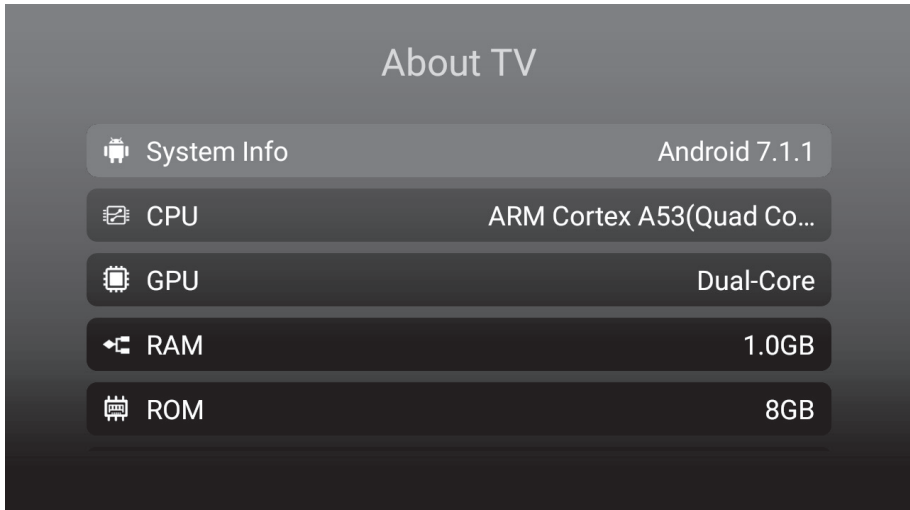 About TV
System Info Android 7.1.1
CPU ARM Cortex A53(Quad Co...
GPU Dual-Core
RAM 1.0GB
ROM 8GB